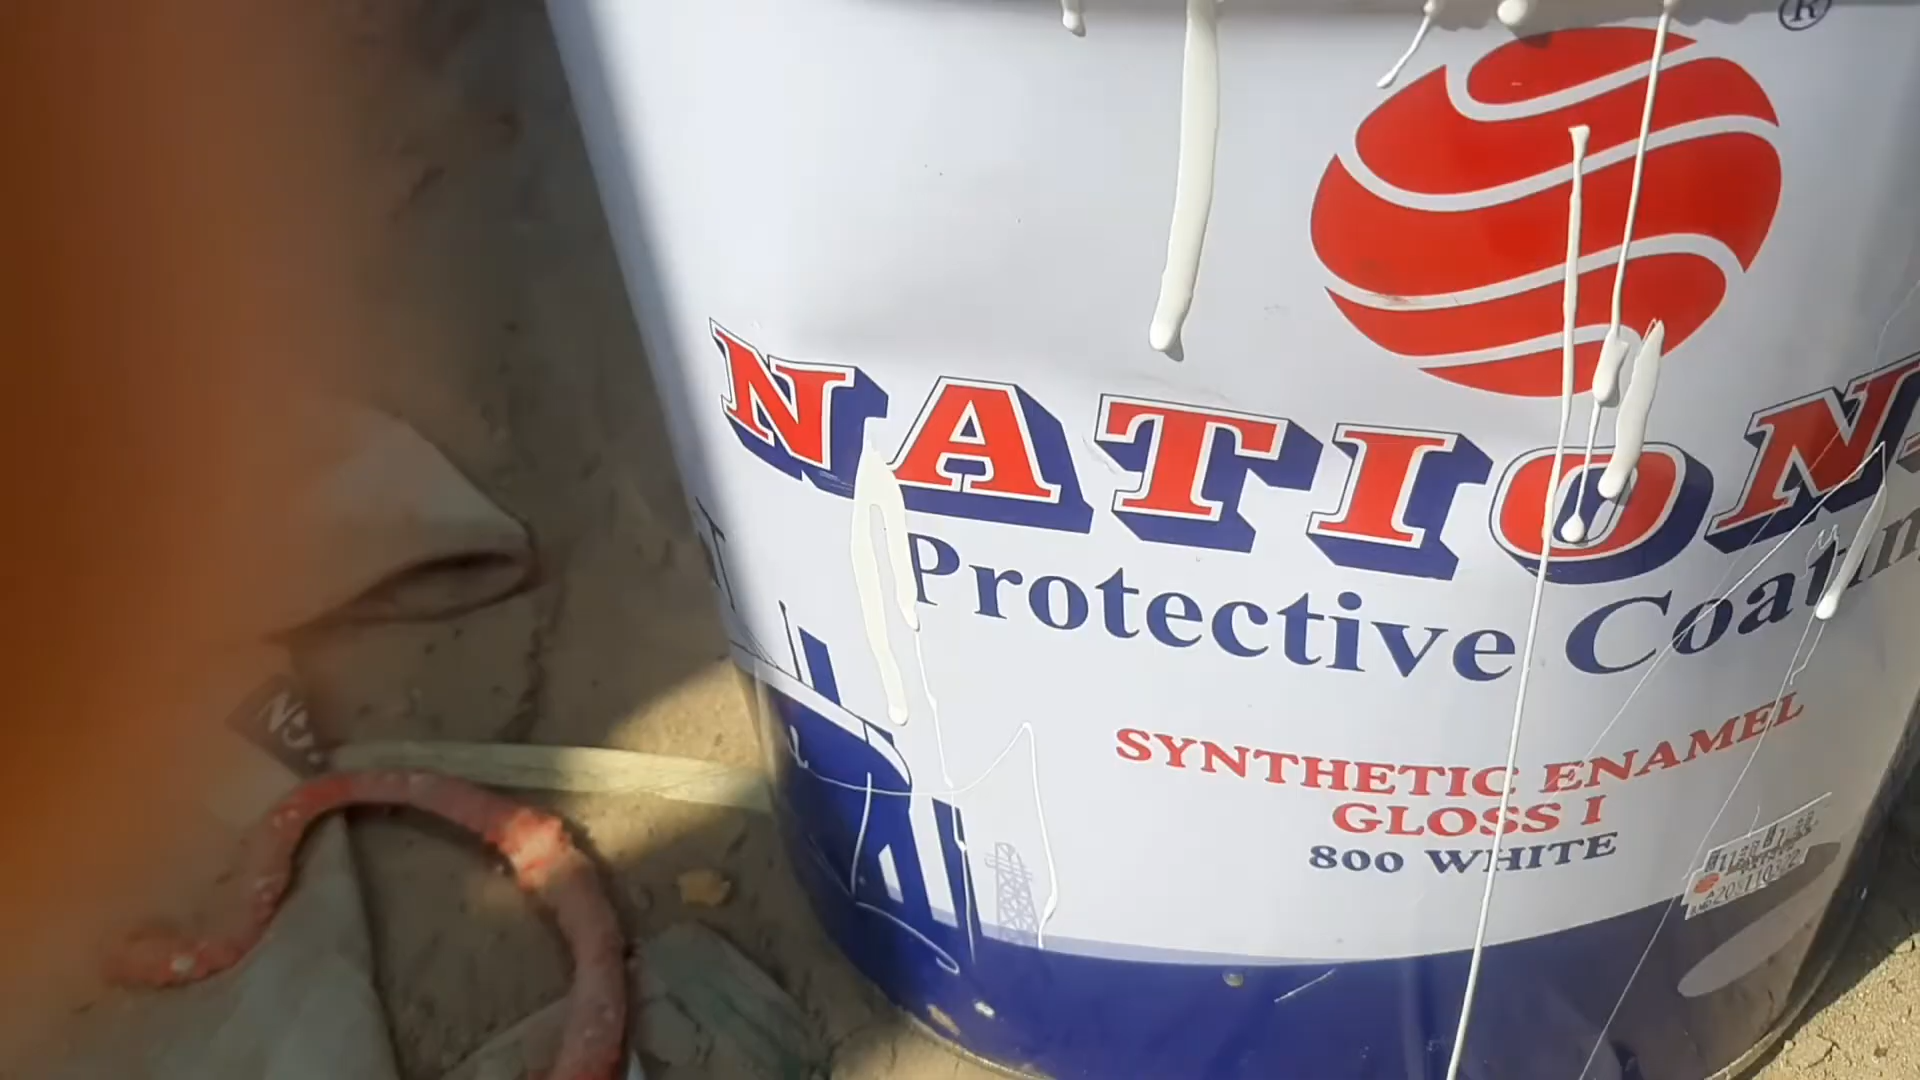 ®
NATION
Protective Coatin
SYNTHETIC ENAMEL
GLOSS I
800 WHITE